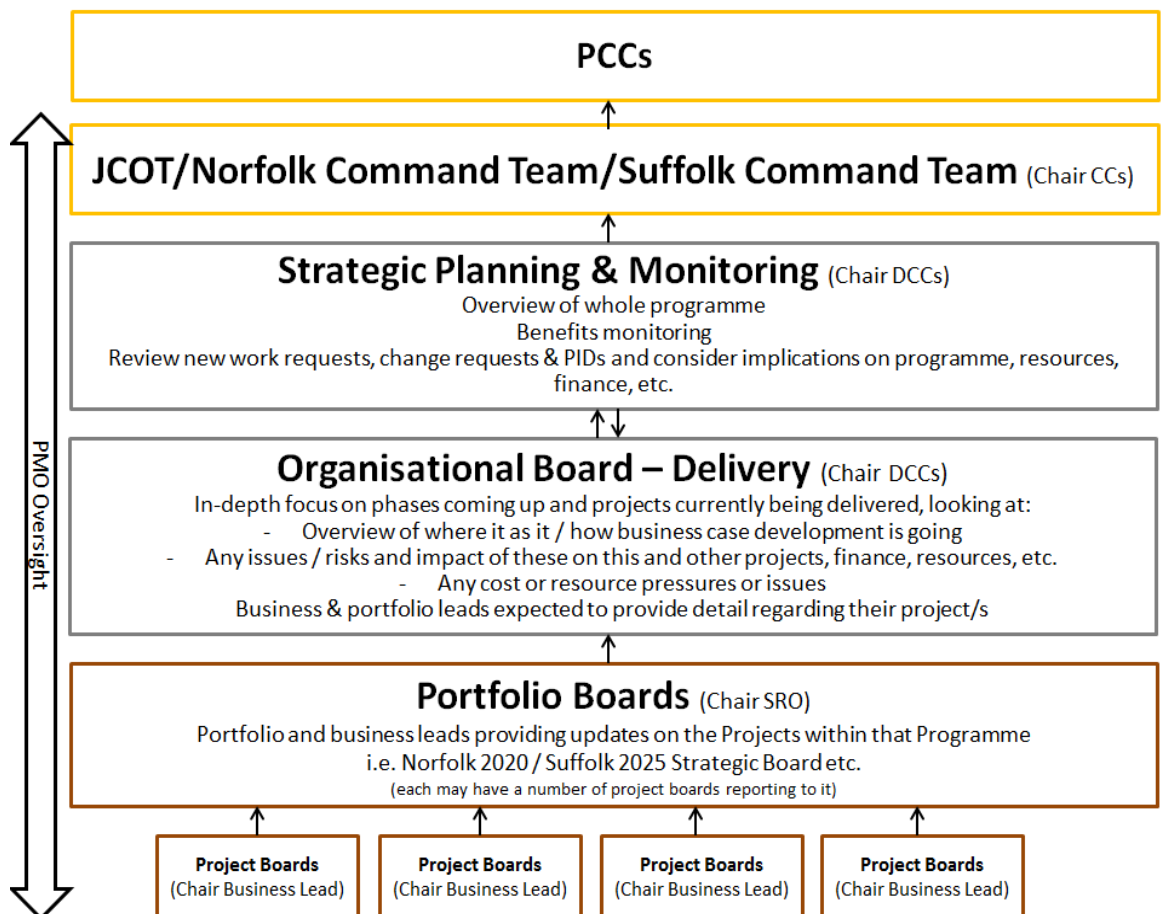 PCCs
JCOT/Norfolk Command Team/Suffolk Command Team (Chair CCs)
Strategic Planning & Monitoring (Chair DCCs)
Overview of whole programme
Benefits monitoring
Review new work requests, change requests & PIDs and consider implications on programme, resources,
finance, etc.
PMO Oversight
Organisational Board – Delivery (Chair DCCs)
In-depth focus on phases coming up and projects currently being delivered, looking at:
- Overview of where it as it / how business case development is going
- Any issues / risks and impact of these on this and other projects, finance, resources, etc.
- Any cost or resource pressures or issues
Business & portfolio leads expected to provide detail regarding their project/s
Portfolio Boards (Chair SRO)
Portfolio and business leads providing updates on the Projects within that Programme
i.e. Norfolk 2020 / Suffolk 2025 Strategic Board etc.
(each may have a number of project boards reporting to it)
Project Boards
(Chair Business Lead)
Project Boards
(Chair Business Lead)
Project Boards
(Chair Business Lead)
Project Boards
(Chair Business Lead)